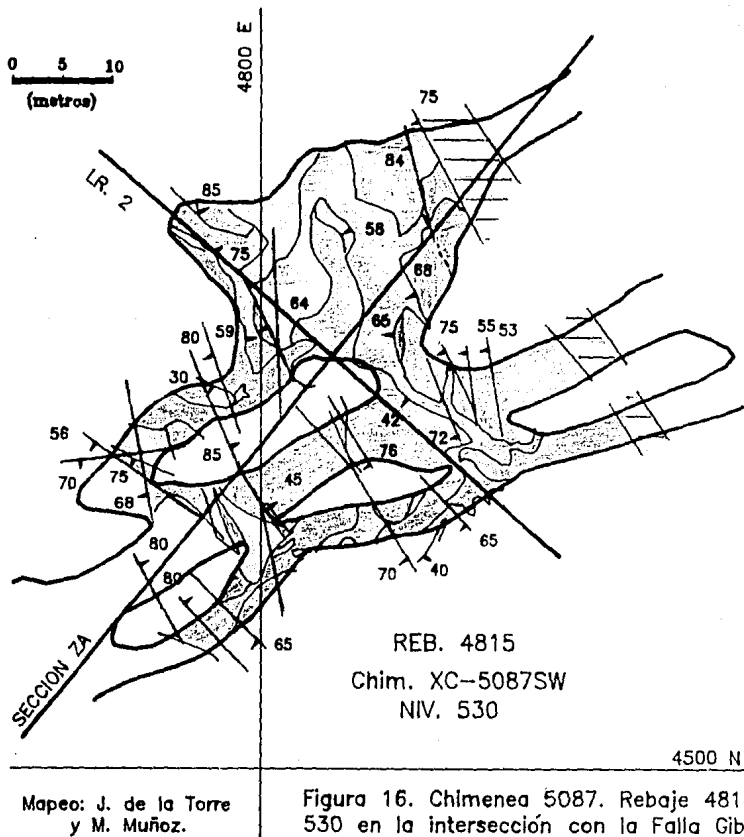 4800 E
0 5 10
(metros)
75
84
LR. 2
85
58
75
68
64
65
59
80
75 55 53
30
42
72
56
76
85
70
75
45
68
65
80
70 40
80
65
REB. 4815
Chim. XC-5087SW
NIV. 530
SECCION ZA
4500 N
Mapeo: J. de la Torre
y M. Muñoz.
Figura 16. Chimenea 5087. Rebaje 481
530 en la intersección con la Falla Gib